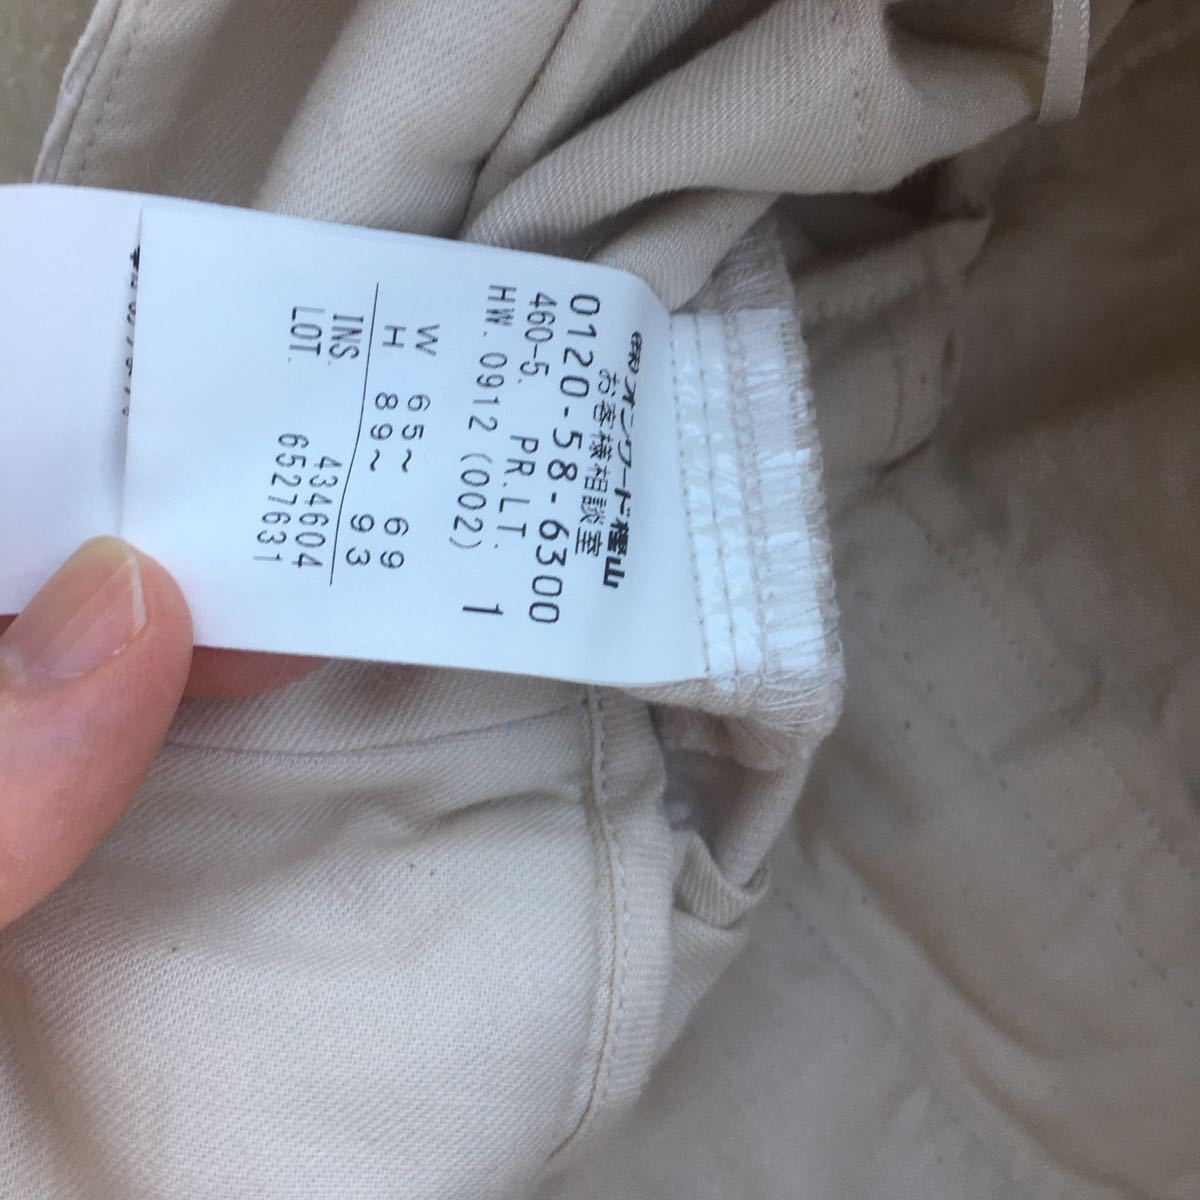 ㈱オンワード樫山
お客様相談室
0120-58-6300
460-5. PR.LT.
HW. 0912 (002) 1
W 65~ 69
H 89~ 93
INS. 434604
LOT. 6527631